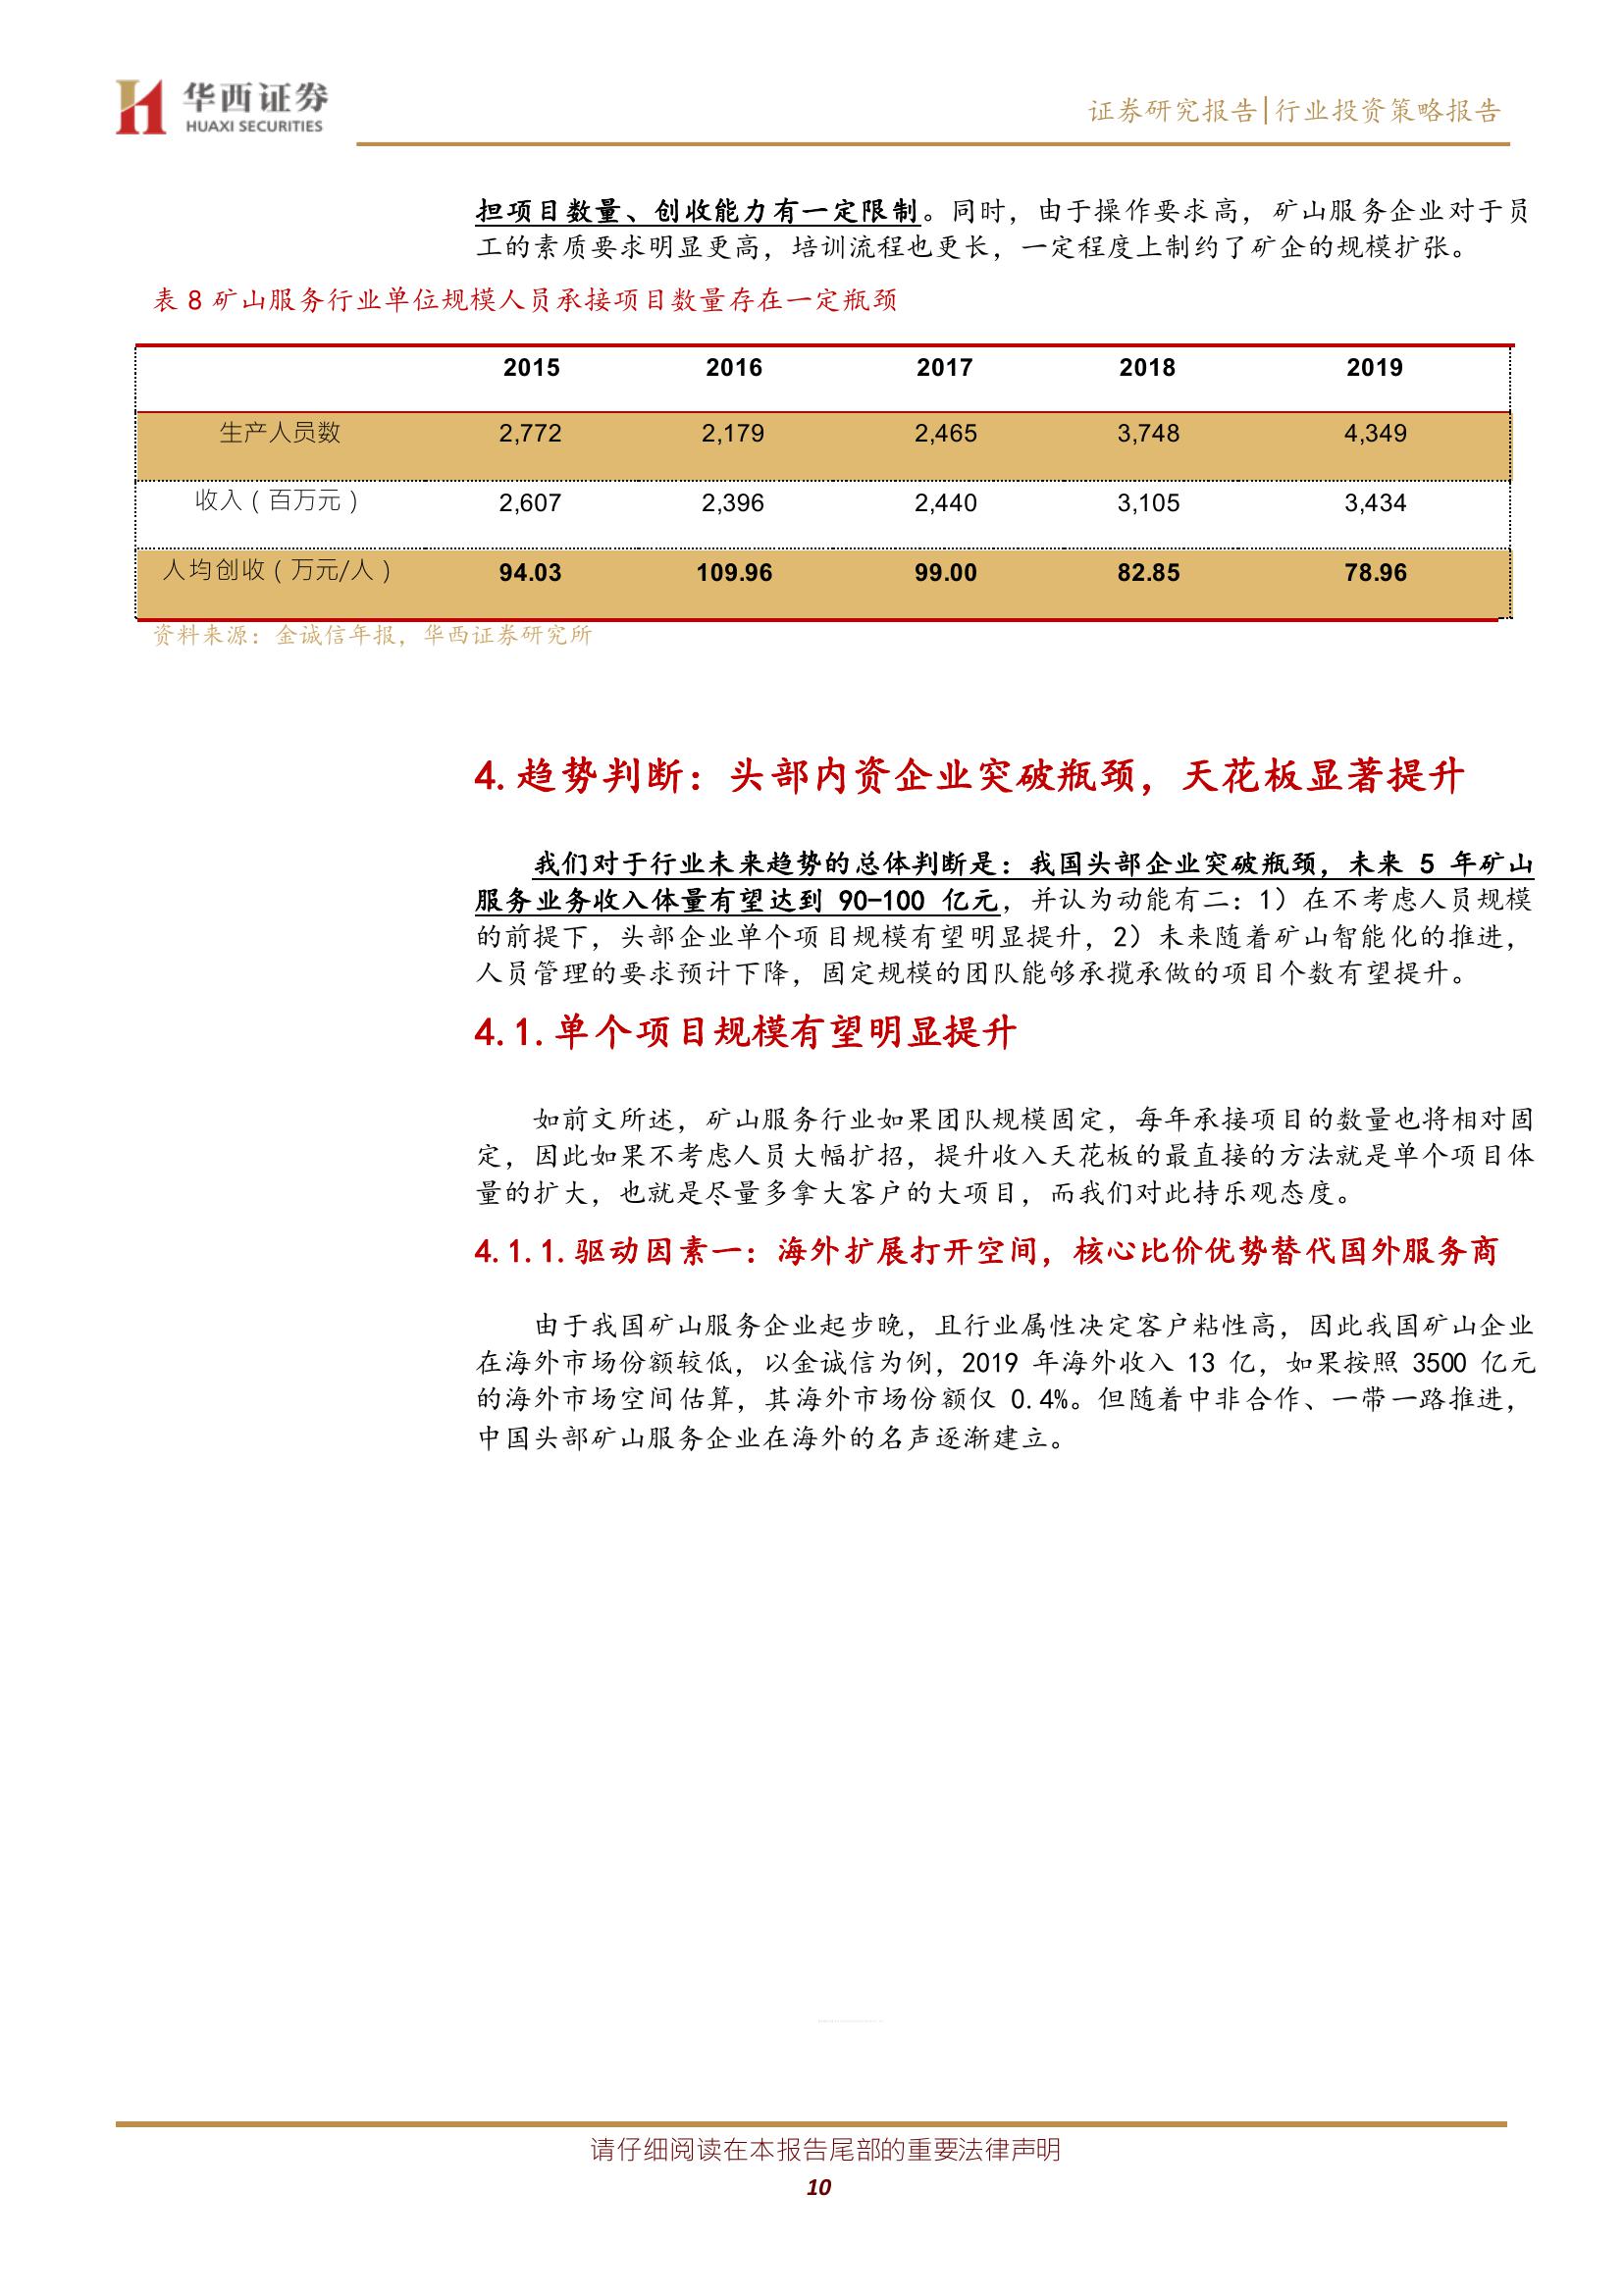 华西证券
HUAXI SECURITIES
证券研究报告|行业投资策略报告
担项目数量、创收能力有一定限制。同时，由于操作要求高，矿山服务企业对于员
工的素质要求明显更高，培训流程也更长，一定程度上制约了矿企的规模扩张。
表 8 矿山服务行业单位规模人员承接项目数量存在一定瓶颈
2015 2016 2017 2018 2019
生产人员数 2,772 2,179 2,465 3,748 4,349
收入（百万元） 2,607 2,396 2,440 3,105 3,434
人均创收（万元/人） 94.03 109.96 99.00 82.85 78.96
资料来源：金诚信年报，华西证券研究所
4.趋势判断：头部内资企业突破瓶颈，天花板显著提升
我们对于行业未来趋势的总体判断是：我国头部企业突破瓶颈，未来 5 年矿山
服务业务收入体量有望达到 90-100 亿元，并认为动能有二：1）在不考虑人员规模
的前提下，头部企业单个项目规模有望明显提升，2）未来随着矿山智能化的推进，
人员管理的要求预计下降，固定规模的团队能够承揽承做的项目个数有望提升。
4.1.单个项目规模有望明显提升
如前文所述，矿山服务行业如果团队规模固定，每年承接项目的数量也将相对固
定，因此如果不考虑人员大幅扩招，提升收入天花板的最直接的方法就是单个项目体
量的扩大，也就是尽量多拿大客户的大项目，而我们对此持乐观态度。
4.1.1.驱动因素一：海外扩展打开空间，核心比价优势替代国外服务商
由于我国矿山服务企业起步晚，且行业属性决定客户粘性高，因此我国矿山企业
在海外市场份额较低，以金诚信为例，2019 年海外收入 13 亿，如果按照 3500 亿元
的海外市场空间估算，其海外市场份额仅 0.4%。但随着中非合作、一带一路推进，
中国头部矿山服务企业在海外的名声逐渐建立。
请仔细阅读在本报告尾部的重要法律声明
10